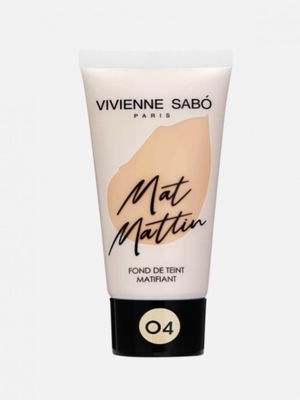 VIVIENNE SABÓ
PARIS
Mat
Mattin
FOND DE TEINT
MATIFIANT
04